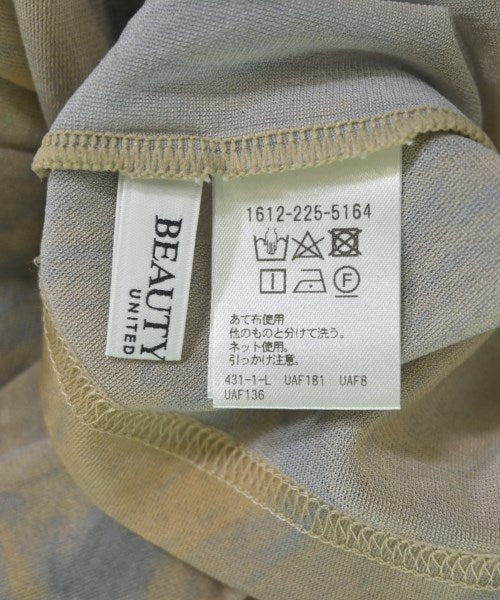 BEAUTY
UNITED
1612-225-5164
F
あて布使用
他のものと分けて洗う。
ネット使用。
引っかけ注意。
431-1-L UAF181 UAF8
UAF136